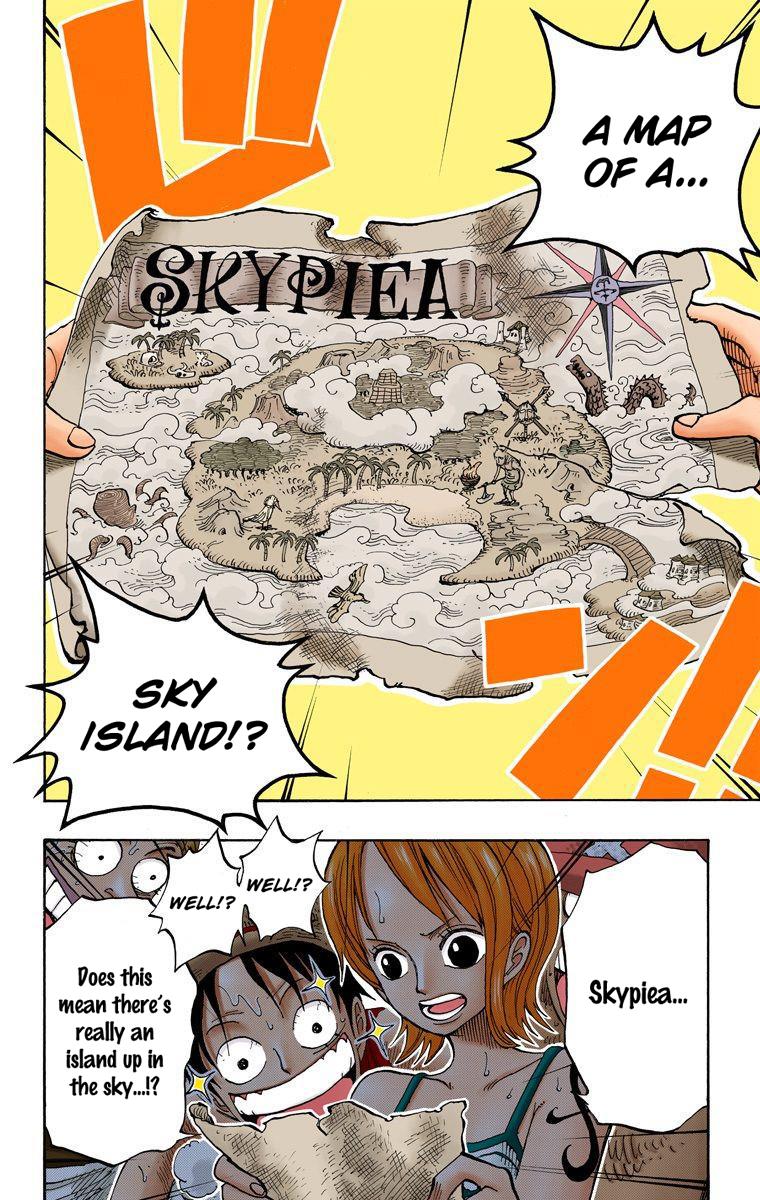 A MAP
OF A...
SKYPIEA
SKY
ISLAND!?
WELL!?
WELL!?
Skypiea...
Does this
mean there's
really an
island up in
the sky...!?